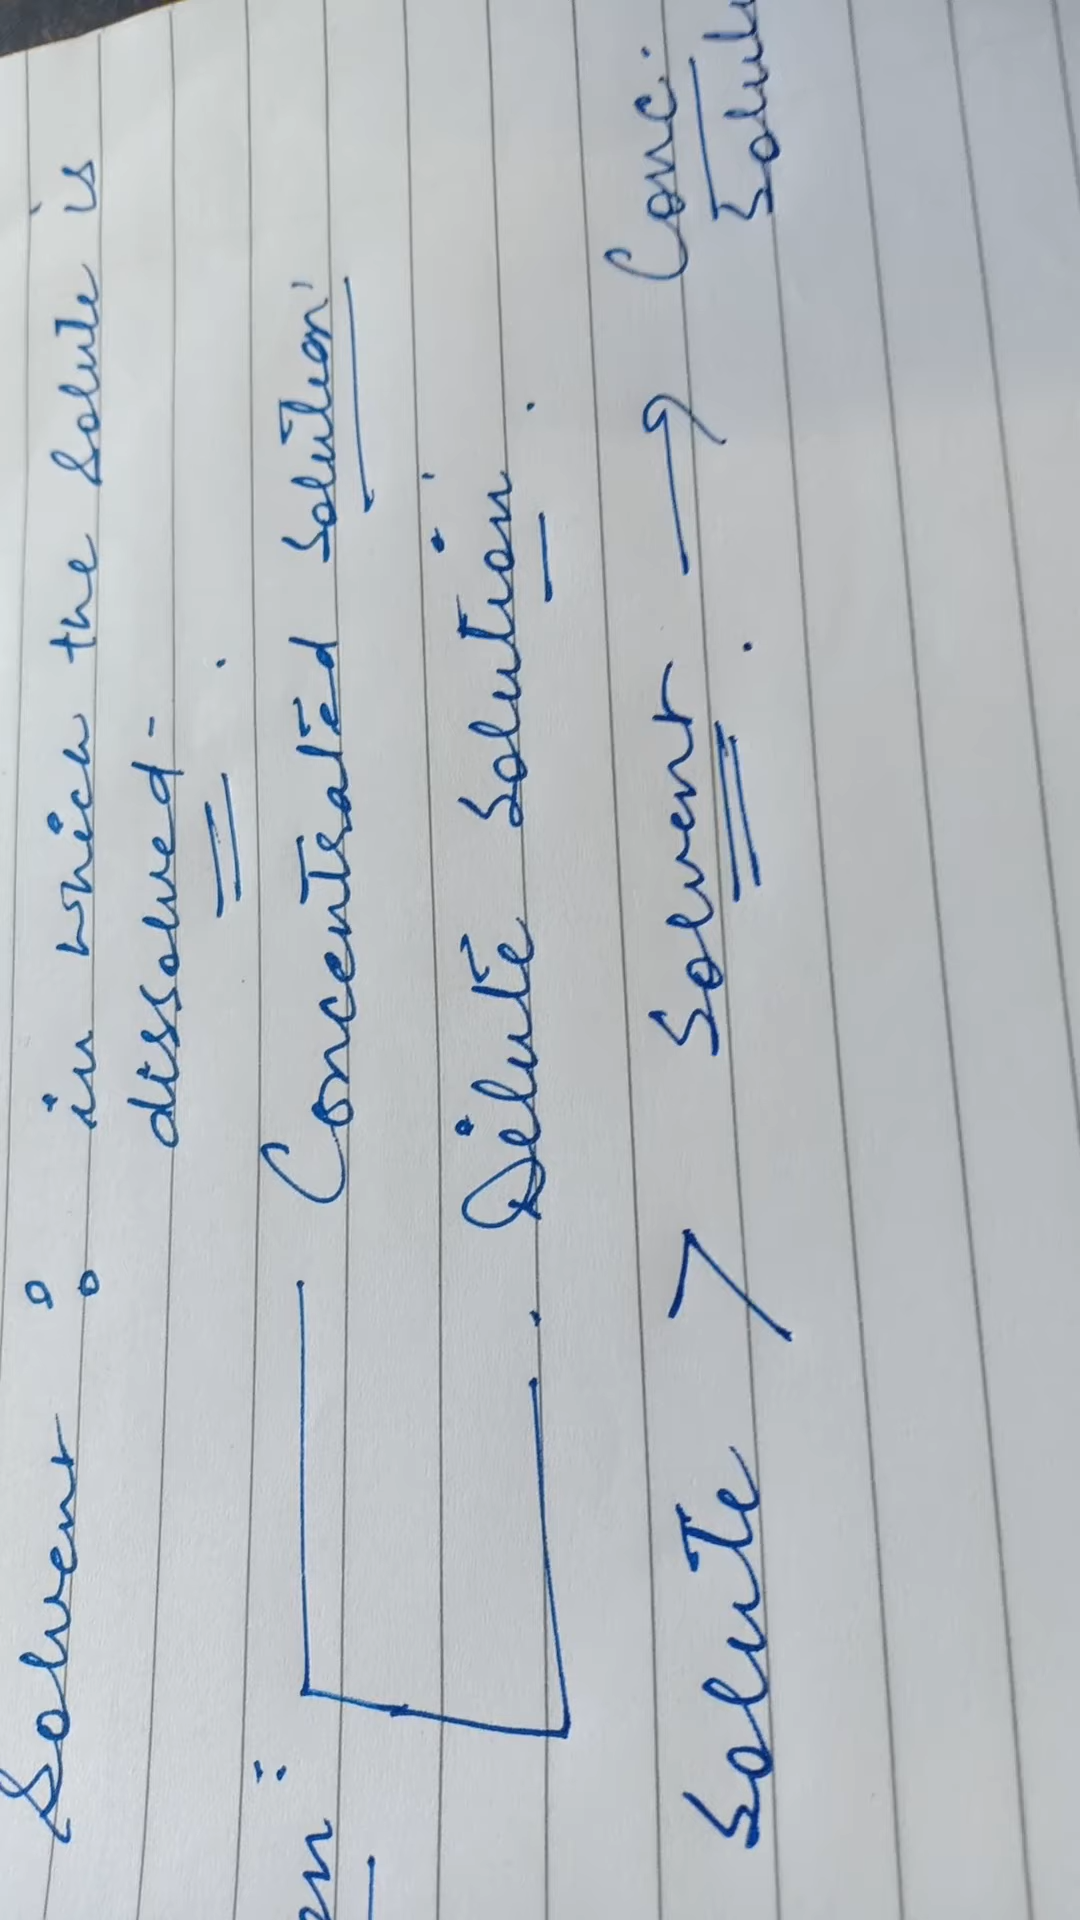 Solvent : in which the solute is
dissolved -
: Concentrated solution
Dilute solution
Solute > Solvent → Conc.